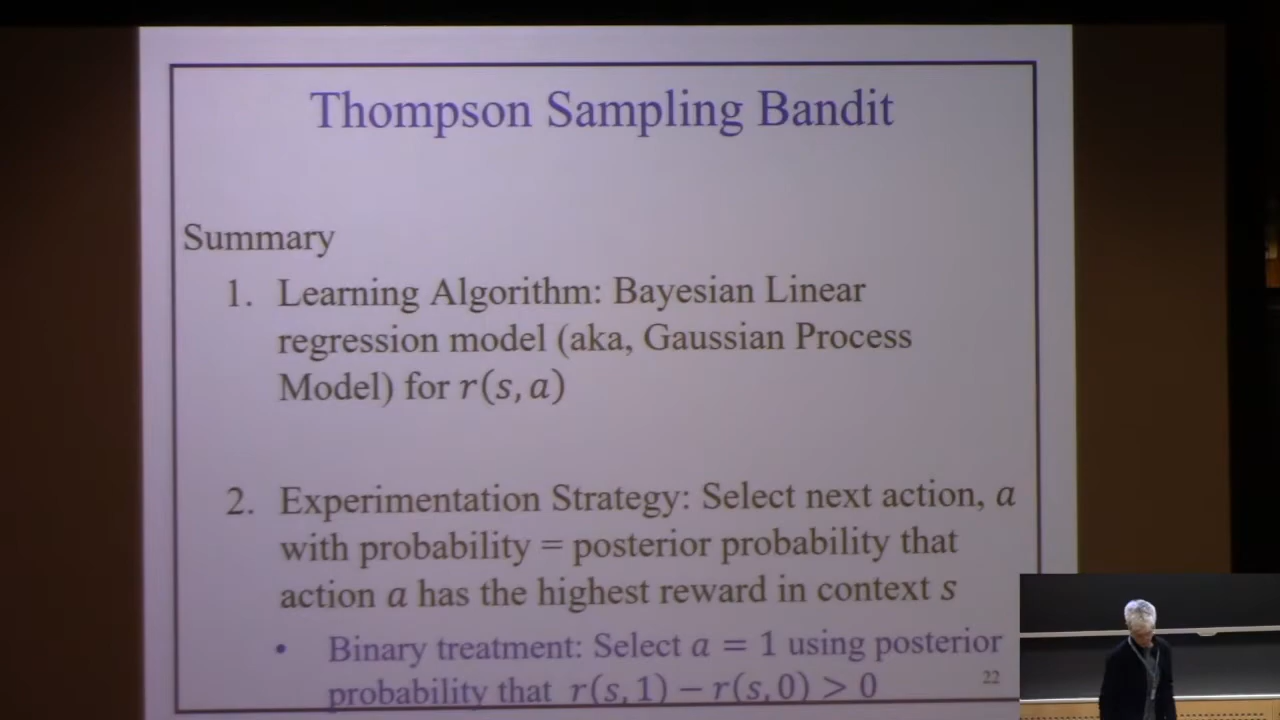 Thompson Sampling Bandit
Summary
1. Learning Algorithm: Bayesian Linear
regression model (aka, Gaussian Process
Model) for r(s, a)
2. Experimentation Strategy: Select next action, a
with probability = posterior probability that
action a has the highest reward in context s
• Binary treatment: Select a = 1 using posterior
probability that r(s, 1) − r(s, 0) > 0
22